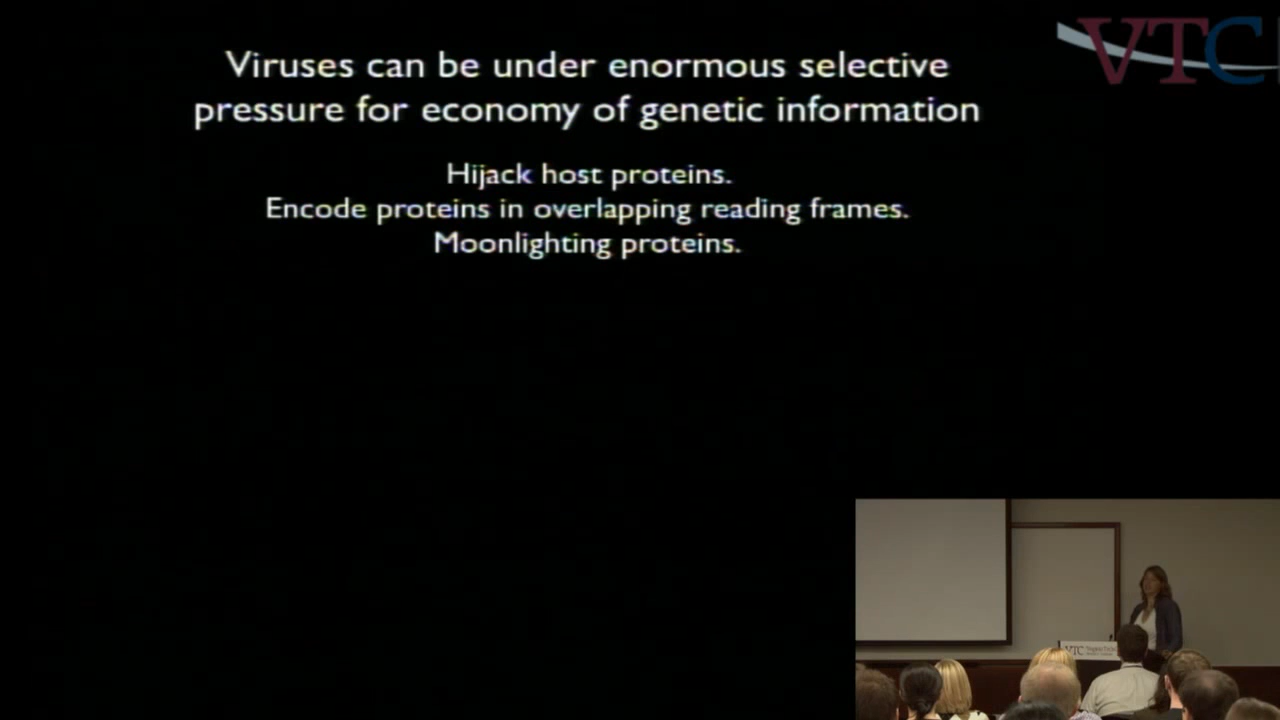 Viruses can be under enormous selective
pressure for economy of genetic information
Hijack host proteins.
Encode proteins in overlapping reading frames.
Moonlighting proteins.
VTC
VTC